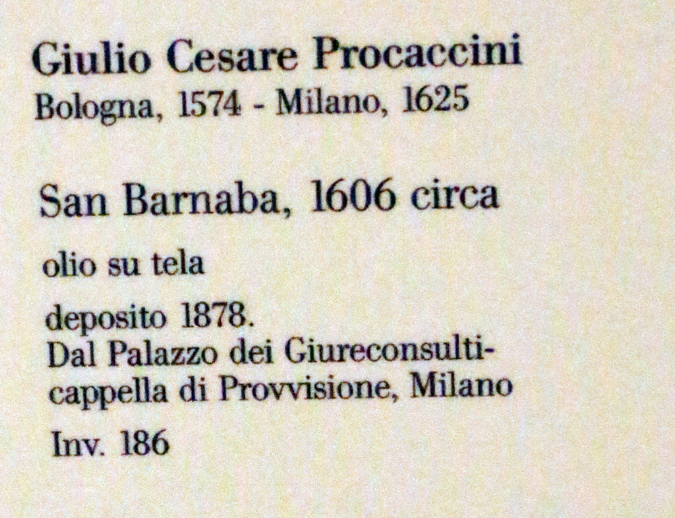 Giulio Cesare Procaccini
Bologna, 1574 - Milano, 1625
San Barnaba, 1606 circa
olio su tela
deposito 1878.
Dal Palazzo dei Giureconsulti-
cappella di Provvisione, Milano
Inv. 186